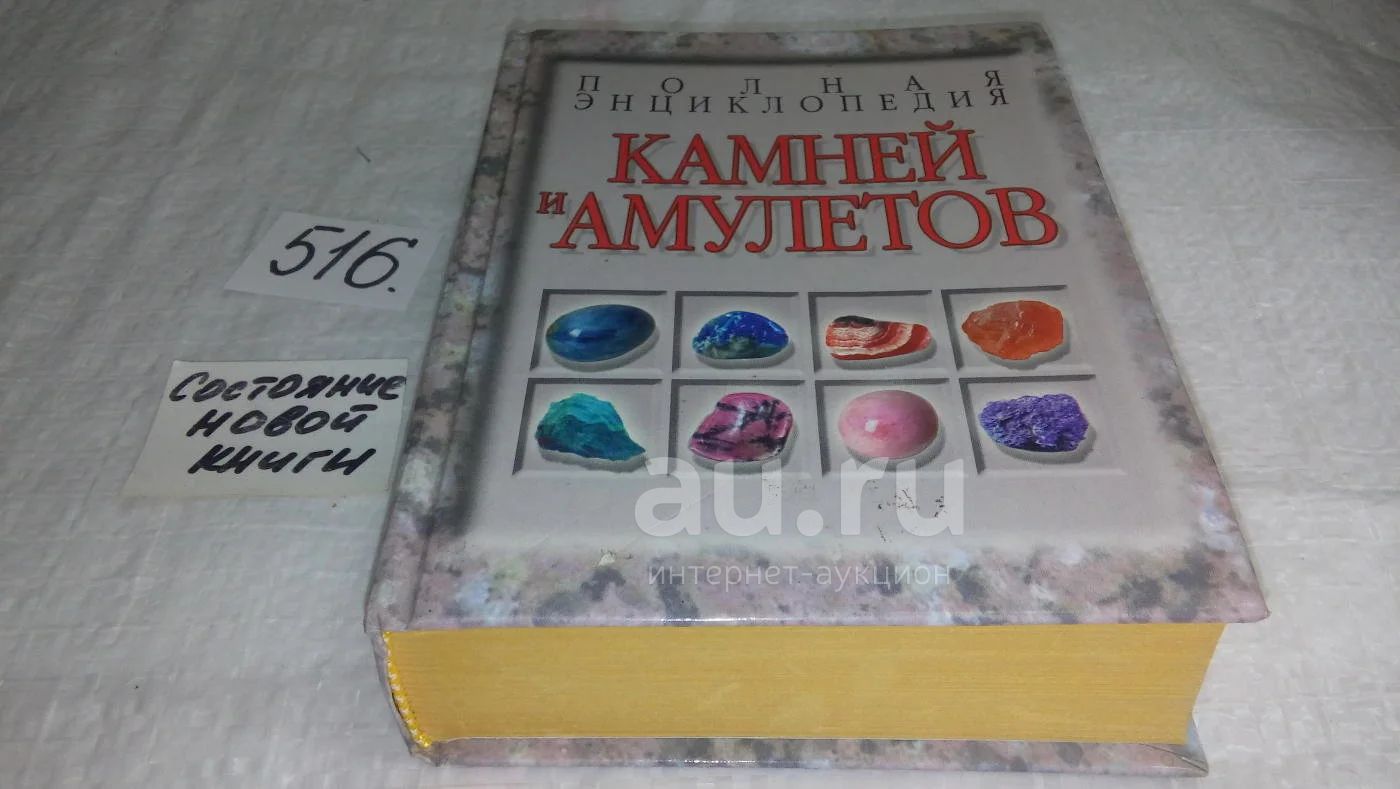 ПОЛНАЯ
ЭНЦИКЛОПЕДИЯ
КАМНЕЙ
И АМУЛЕТОВ
516.
Состояние
новой
книги
au.ru
интернет-аукцион